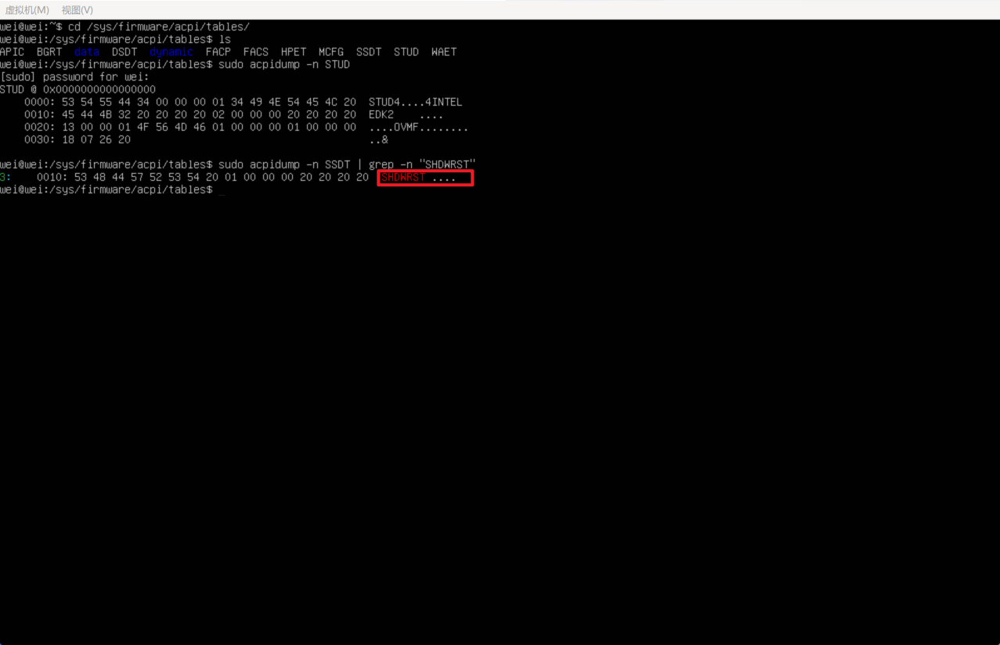 虚拟机(M) 视图(V)
wei@wei:~$ cd /sys/firmware/acpi/tables/
wei@wei:/sys/firmware/acpi/tables$ ls
APIC  BGRT  data  DSDT  dynamic  FACP  FACS  HPET  MCFG  SSDT  STUD  WAET
wei@wei:/sys/firmware/acpi/tables$ sudo acpidump -n STUD
[sudo] password for wei:
STUD @ 0x0000000000000000
    0000: 53 54 55 44 34 00 00 00 01 34 49 4E 54 45 4C 20  STUD4....4INTEL
    0010: 45 44 4B 32 20 20 20 20 02 00 00 00 20 20 20 20  EDK2    ....
    0020: 13 00 00 01 4F 56 4D 46 01 00 00 00 01 00 00 00  ....OVMF........
    0030: 18 07 26 20                                      ..&
wei@wei:/sys/firmware/acpi/tables$ sudo acpidump -n SSDT | grep -n "SHDWRST"
3:    0010: 53 48 44 57 52 53 54 20 01 00 00 00 20 20 20 20  SHDWRST ....
wei@wei:/sys/firmware/acpi/tables$ _